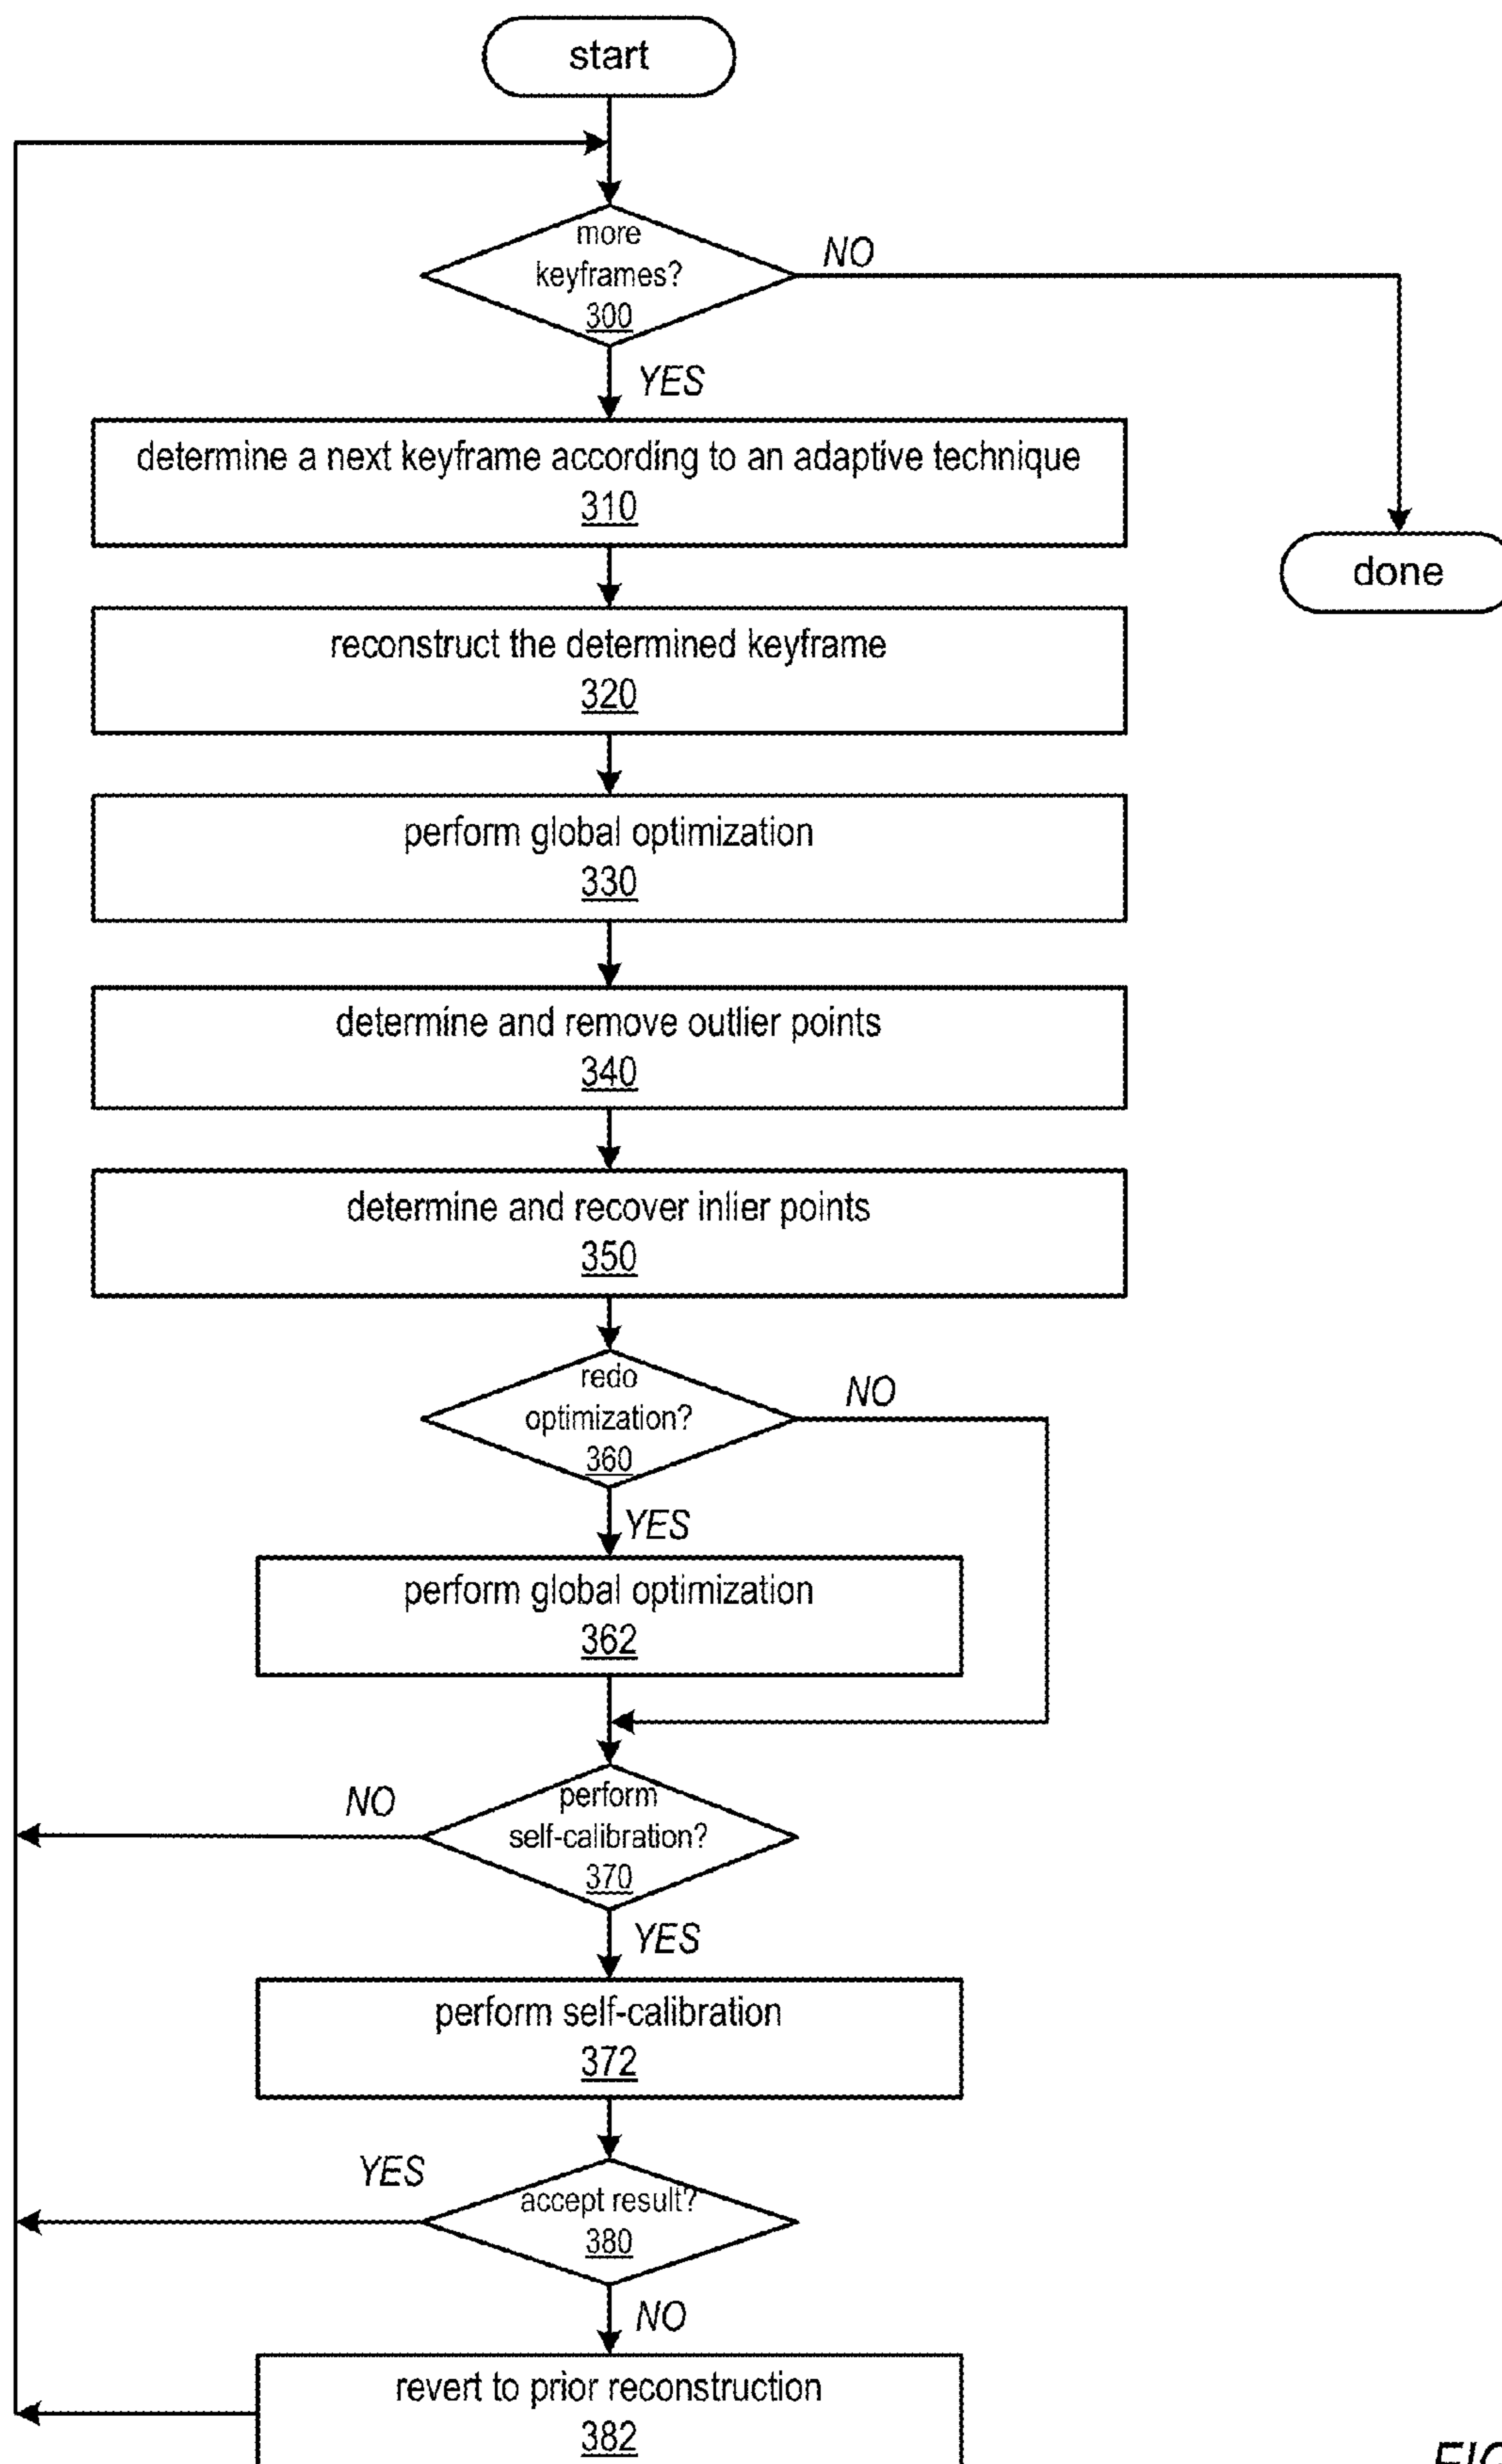 start
more
keyframes?
300
NO
YES
determine a next keyframe according to an adaptive technique
310
done
reconstruct the determined keyframe
320
perform global optimization
330
determine and remove outlier points
340
determine and recover inlier points
350
redo
optimization?
360
NO
YES
perform global optimization
362
perform
self-calibration?
370
NO
YES
perform self-calibration
372
YES
accept result?
380
NO
revert to prior reconstruction
382